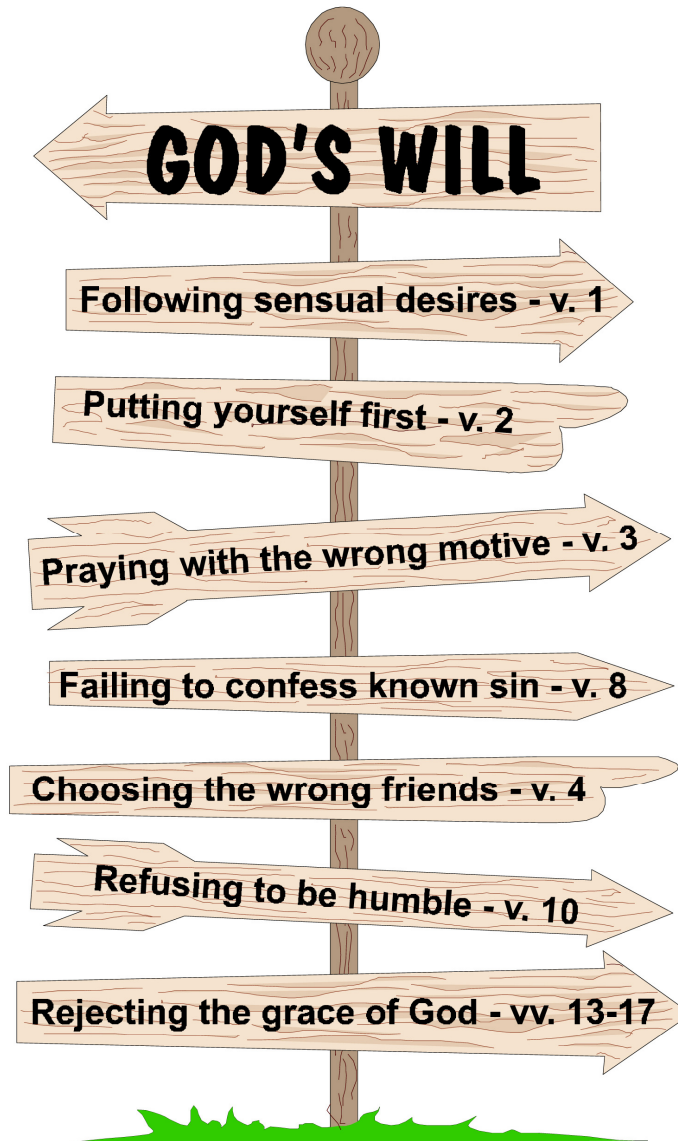 GOD'S WILL
Following sensual desires - v. 1
Putting yourself first - v. 2
Praying with the wrong motive - v. 3
Failing to confess known sin - v. 8
Choosing the wrong friends - v. 4
Refusing to be humble - v. 10
Rejecting the grace of God - vv. 13-17